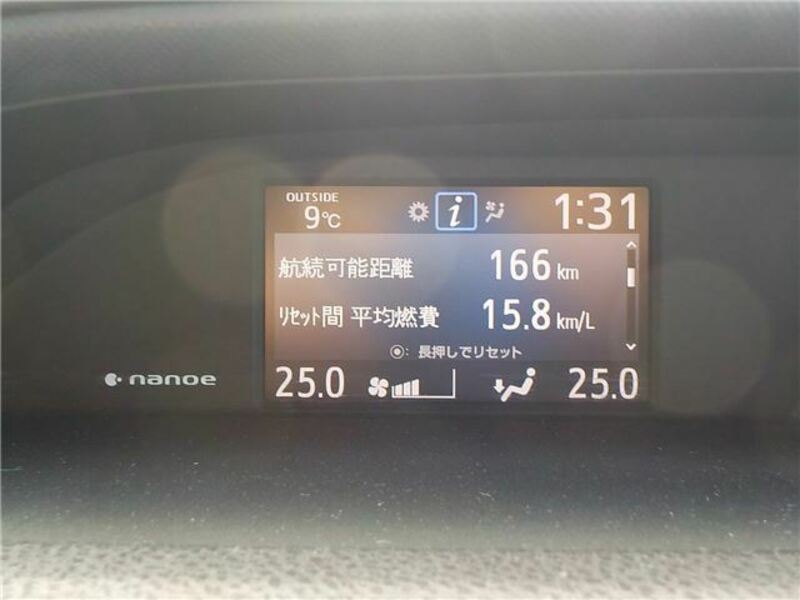 OUTSIDE
9℃
i
1:31
航続可能距離 166 km
リセット間 平均燃費 15.8 km/L
◉: 長押しでリセット
25.0 25.0
nanoe